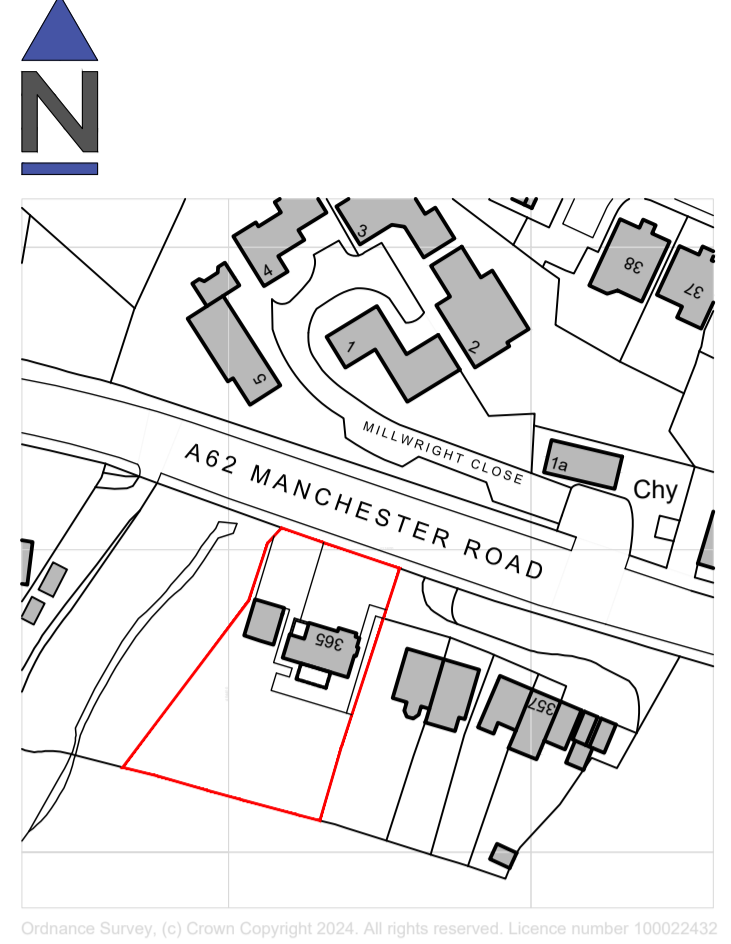 N
3
4
38
37
5
1
2
MILLWRIGHT CLOSE
A62 MANCHESTER ROAD
1a
Chy
365
357
Ordnance Survey, (c) Crown Copyright 2024. All rights reserved. Licence number 100022432